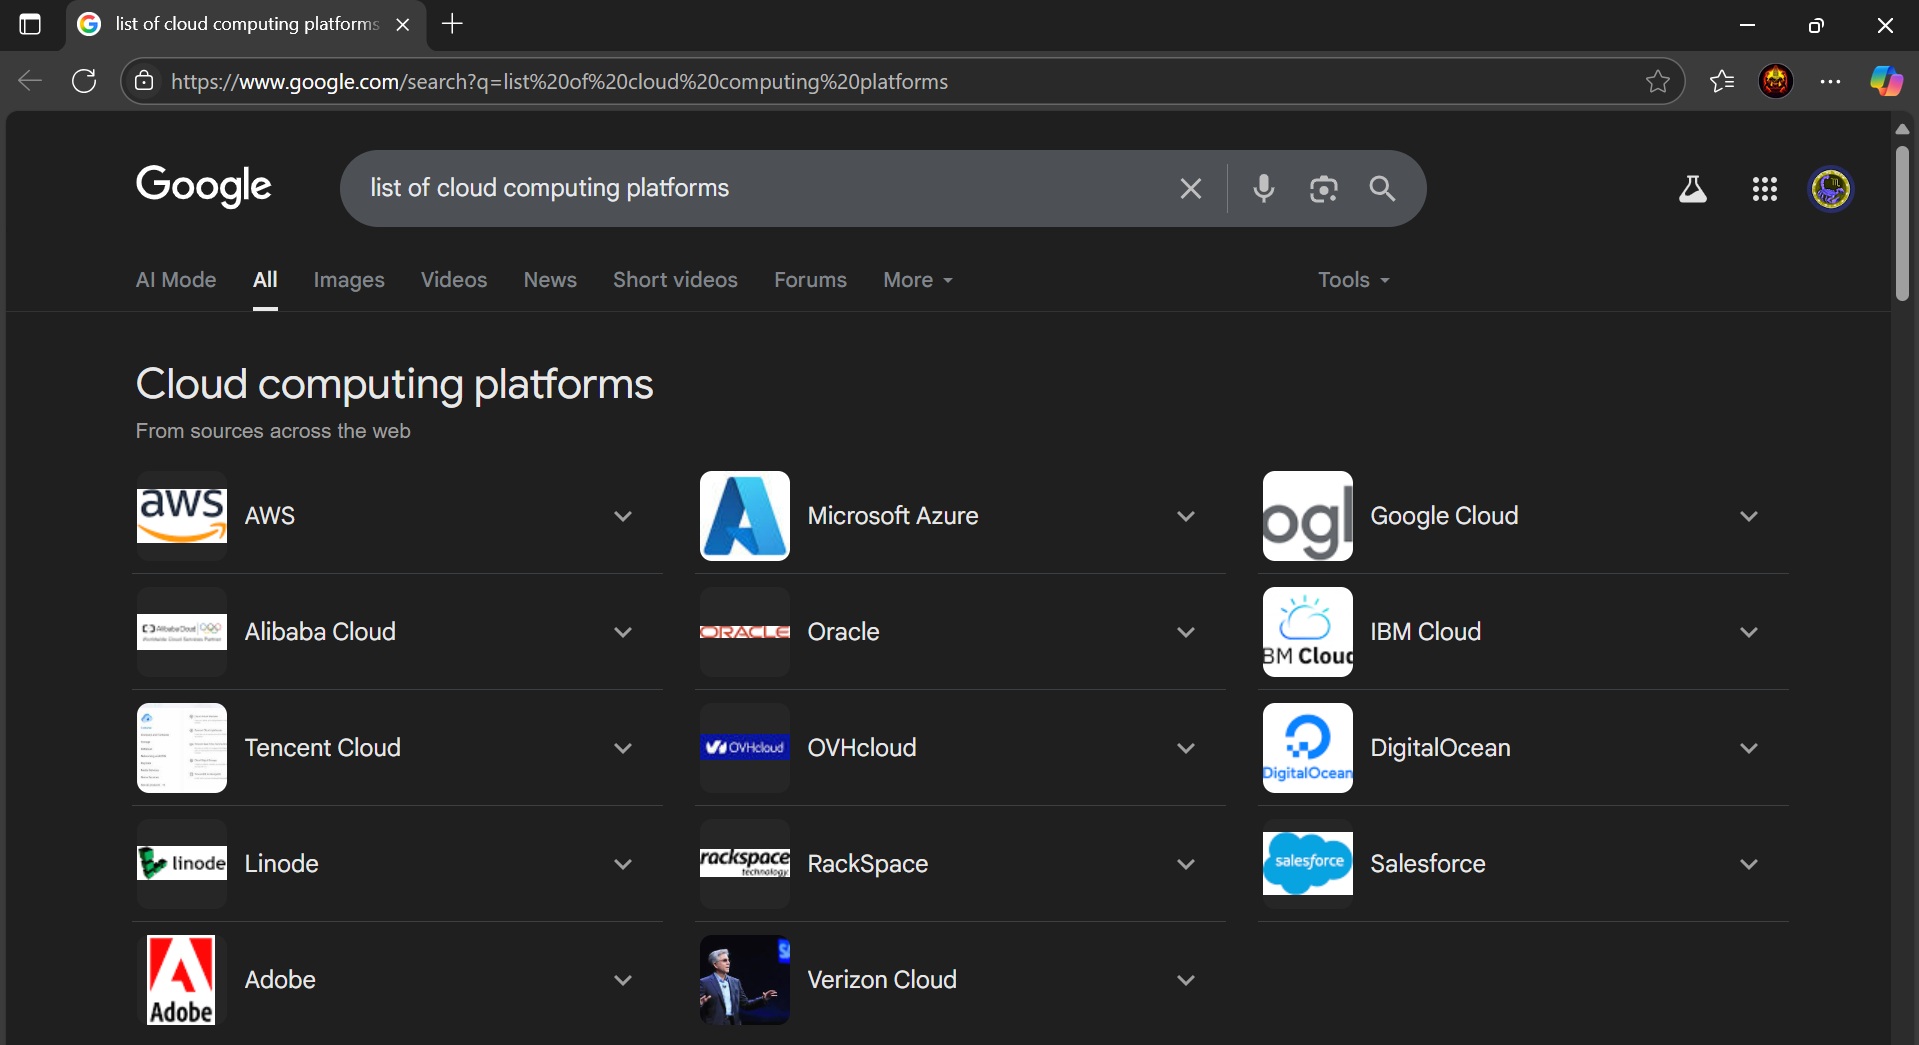 list of cloud computing platforms
https://www.google.com/search?q=list%20of%20cloud%20computing%20platforms
Google
list of cloud computing platforms
AI Mode All Images Videos News Short videos Forums More Tools
Cloud computing platforms
From sources across the web
aws AWS Microsoft Azure ogl Google Cloud
Alibaba Cloud Alibaba Cloud ORACLE Oracle BM Cloud IBM Cloud
Tencent Cloud OVHcloud OVHcloud DigitalOcean DigitalOcean
linode Linode rackspace technology RackSpace salesforce Salesforce
Adobe Adobe Verizon Cloud